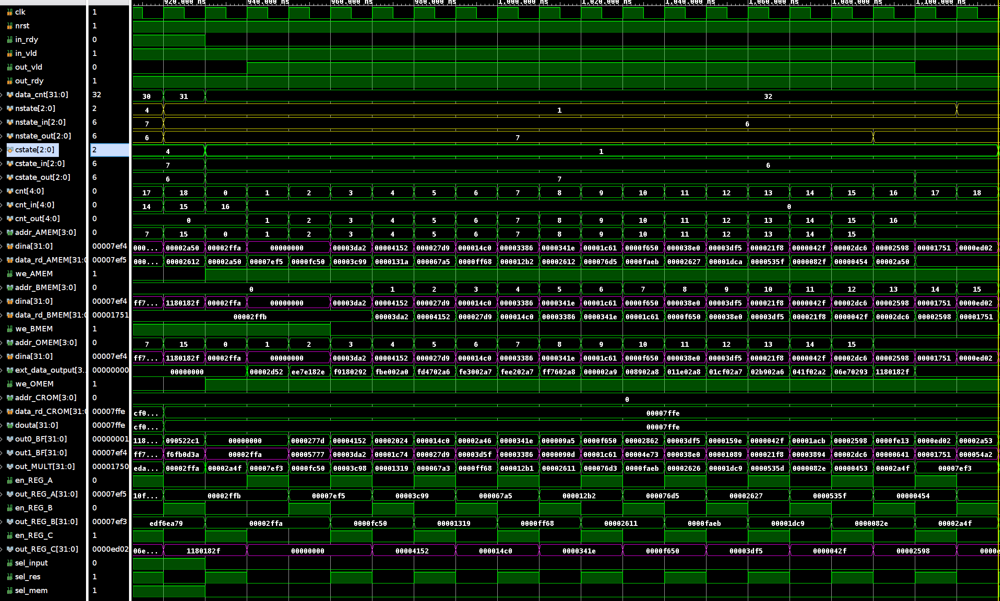 920.000 ns 940.000 ns 960.000 ns 980.000 ns 1,000.000 ns 1,020.000 ns 1,040.000 ns 1,060.000 ns 1,080.000 ns 1,100.000 ns
clk 1
nrst 1
in_rdy 0
in_vld 1
out_vld 0
out_rdy 1
data_cnt[31:0] 32 30 31 32
nstate[2:0] 2 4 1
nstate_in[2:0] 6 7 6
nstate_out[2:0] 6 6 7
cstate[2:0] 2 4 1
cstate_in[2:0] 6 7 6
cstate_out[2:0] 6 6 7
cnt[4:0] 0 17 18 0 1 2 3 4 5 6 7 8 9 10 11 12 13 14 15 16 17 18
cnt_in[4:0] 0 14 15 16 0
cnt_out[4:0] 0 0 1 2 3 4 5 6 7 8 9 10 11 12 13 14 15 16
addr_AMEM[3:0] 0 7 15 0 1 2 3 4 5 6 7 8 9 10 11 12 13 14 15
dina[31:0] 00007ef4 000... 00002a50 00002ffa 00000000 00003da2 00004152 000027d9 000014c0 00003386 0000341e 00001c61 0000f650 000038e0 00003df5 000021f8 0000042f 00002dc6 00002598 00001751 0000ed02
data_rd_AMEM[31:0 00007ef5 000... 00002612 00002a50 00007ef5 0000fc50 00003c99 0000131a 000067a5 0000ff68 000012b2 00002612 000076d5 0000faeb 00002627 00001dca 0000535f 0000082f 00000454 00002a50
we_AMEM 1
addr_BMEM[3:0] 0 0 1 2 3 4 5 6 7 8 9 10 11 12 13 14 15
dina[31:0] 00007ef4 ff7... 1180182f 00002ffa 00000000 00003da2 00004152 000027d9 000014c0 00003386 0000341e 00001c61 0000f650 000038e0 00003df5 000021f8 0000042f 00002dc6 00002598 00001751 0000ed02
data_rd_BMEM[31:0 00001751 00002ffb 00003da2 00004152 000027d9 000014c0 00003386 0000341e 00001c61 0000f650 000038e0 00003df5 000021f8 0000042f 00002dc6 00002598 00001751
we_BMEM 1
addr_OMEM[3:0] 0 7 15 0 1 2 3 4 5 6 7 8 9 10 11 12 13 14 15
dina[31:0] 00007ef4 ff7... 1180182f 00002ffa 00000000 00003da2 00004152 000027d9 000014c0 00003386 0000341e 00001c61 0000f650 000038e0 00003df5 000021f8 0000042f 00002dc6 00002598 00001751 0000ed02
ext_data_output[3... 00000000 00000000 00002d52 ee7e182e f9180292 fbe002a0 fd4702a6 fe3002a7 fee202a7 ff7602a8 000002a9 008902a8 011e02a8 01cf02a7 02b902a6 041f02a2 06e70293 1180182f
we_OMEM 1
addr_CROM[3:0] 0 0
data_rd_CROM[31:0 00007ffe cf0... 00007ffe
douta[31:0] 00007ffe cf0... 00007ffe
out0_BF[31:0] 00000001 118... 090522c1 00000000 0000277d 00004152 00002024 000014c0 00002a46 0000341e 000009a5 0000f650 00002862 00003df5 0000159e 0000042f 00001acb 00002598 0000fe13 0000ed02 00002a53
out1_BF[31:0] 00007ef4 ff7... f6fb0d3a 00002ffa 00005777 00003da2 00001c74 000027d9 00003d5f 00003386 0000090d 00001c61 00004e73 000038e0 00001089 000021f8 00003894 00002dc6 00000641 00001751 000054a2
out_MULT[31:0] 00001750 eda... 00002ffa 00002a4f 00007ef3 0000fc50 00003c98 00001319 000067a3 0000ff68 000012b1 00002611 000076d3 0000faeb 00002626 00001dc9 0000535d 0000082e 00000453 00002a4f 00007ef3
en_REG_A 0
out_REG_A[31:0] 00007ef5 10f... 00002ffb 00007ef5 00003c99 000067a5 000012b2 000076d5 00002627 0000535f 00000454
en_REG_B 0
out_REG_B[31:0] 00007ef3 edf6ea79 00002ffa 0000fc50 00001319 0000ff68 00002611 0000faeb 00001dc9 0000082e 00002a4f
en_REG_C 1
out_REG_C[31:0] 0000ed02 06e... 1180182f 00000000 00004152 000014c0 0000341e 0000f650 00003df5 0000042f 00002598 0000e
sel_input 0
sel_res 1
sel_mem 1